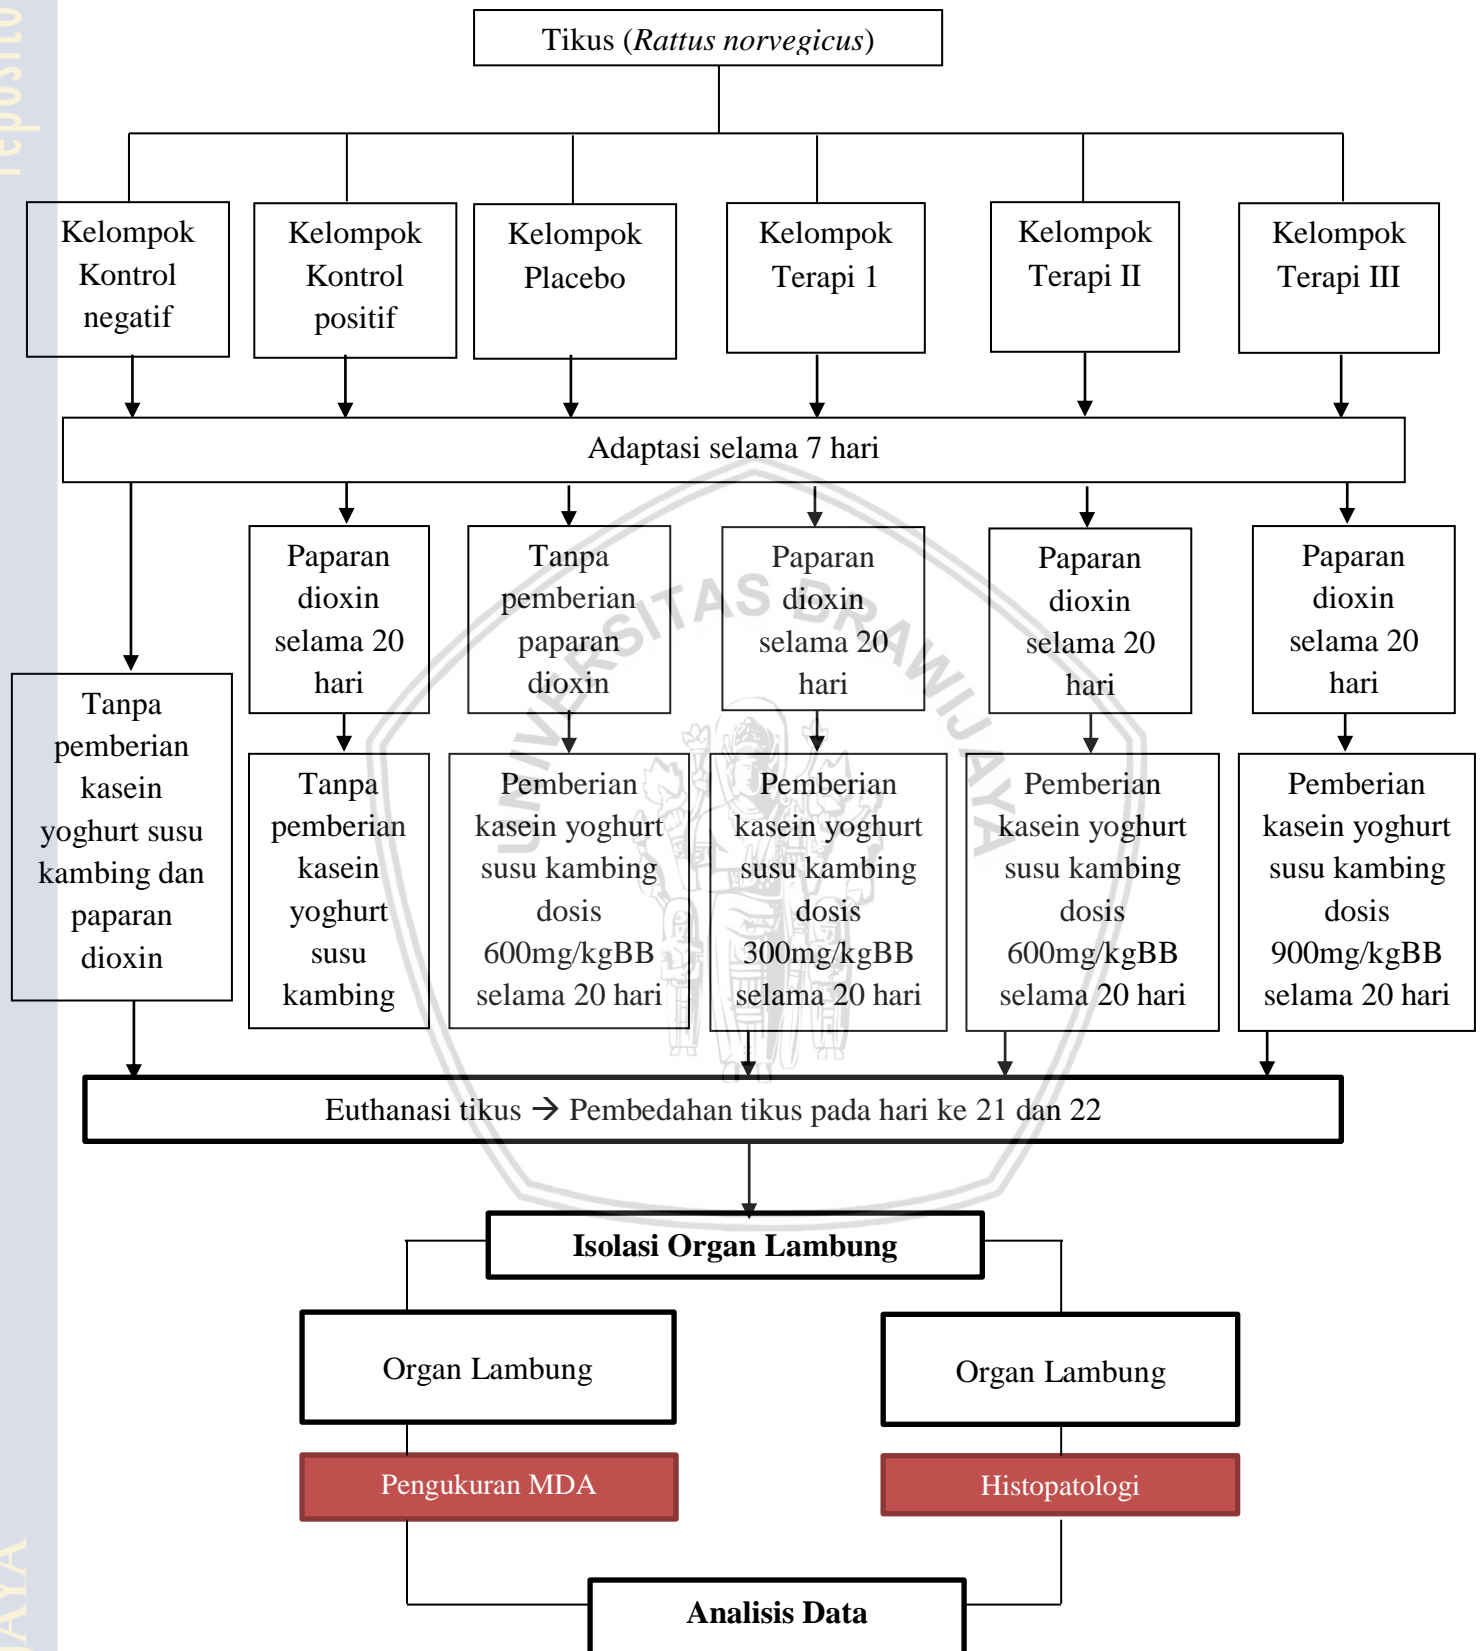 reposito
Tikus (Rattus norvegicus)
Kelompok
Kontrol
negatif
Kelompok
Kontrol
positif
Kelompok
Placebo
Kelompok
Terapi 1
Kelompok
Terapi II
Kelompok
Terapi III
Adaptasi selama 7 hari
Tanpa
pemberian
kasein
yoghurt susu
kambing dan
paparan
dioxin
Paparan
dioxin
selama 20
hari
Tanpa
pemberian
paparan
dioxin
Paparan
dioxin
selama 20
hari
Paparan
dioxin
selama 20
hari
Paparan
dioxin
selama 20
hari
Tanpa
pemberian
kasein
yoghurt
susu
kambing
Pemberian
kasein yoghurt
susu kambing
dosis
600mg/kgBB
selama 20 hari
Pemberian
kasein yoghurt
susu kambing
dosis
300mg/kgBB
selama 20 hari
Pemberian
kasein yoghurt
susu kambing
dosis
600mg/kgBB
selama 20 hari
Pemberian
kasein yoghurt
susu kambing
dosis
900mg/kgBB
selama 20 hari
UNIVERSITAS BRAWIJAYA
Euthanasi tikus → Pembedahan tikus pada hari ke 21 dan 22
Isolasi Organ Lambung
Organ Lambung
Organ Lambung
Pengukuran MDA
Histopatologi
Analisis Data
JAYA